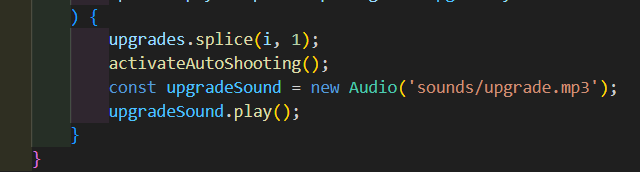 ) {
upgrades.splice(i, 1);
activateAutoShooting();
const upgradeSound = new Audio('sounds/upgrade.mp3');
upgradeSound.play();
}
}